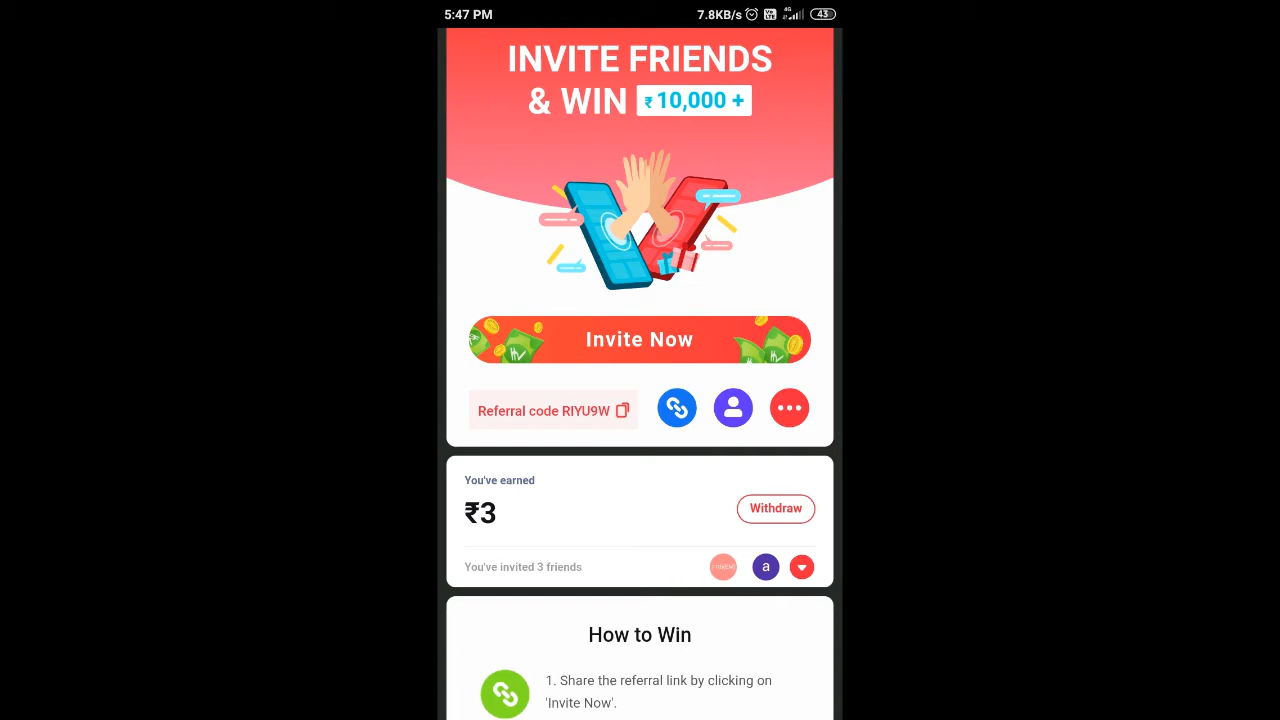 5:47 PM 7.8KB/s 4G 43
INVITE FRIENDS
& WIN ₹ 10,000 +
Invite Now
Referral code RIYU9W
You've earned
₹3
Withdraw
You've invited 3 friends
a
How to Win
1. Share the referral link by clicking on
'Invite Now'.